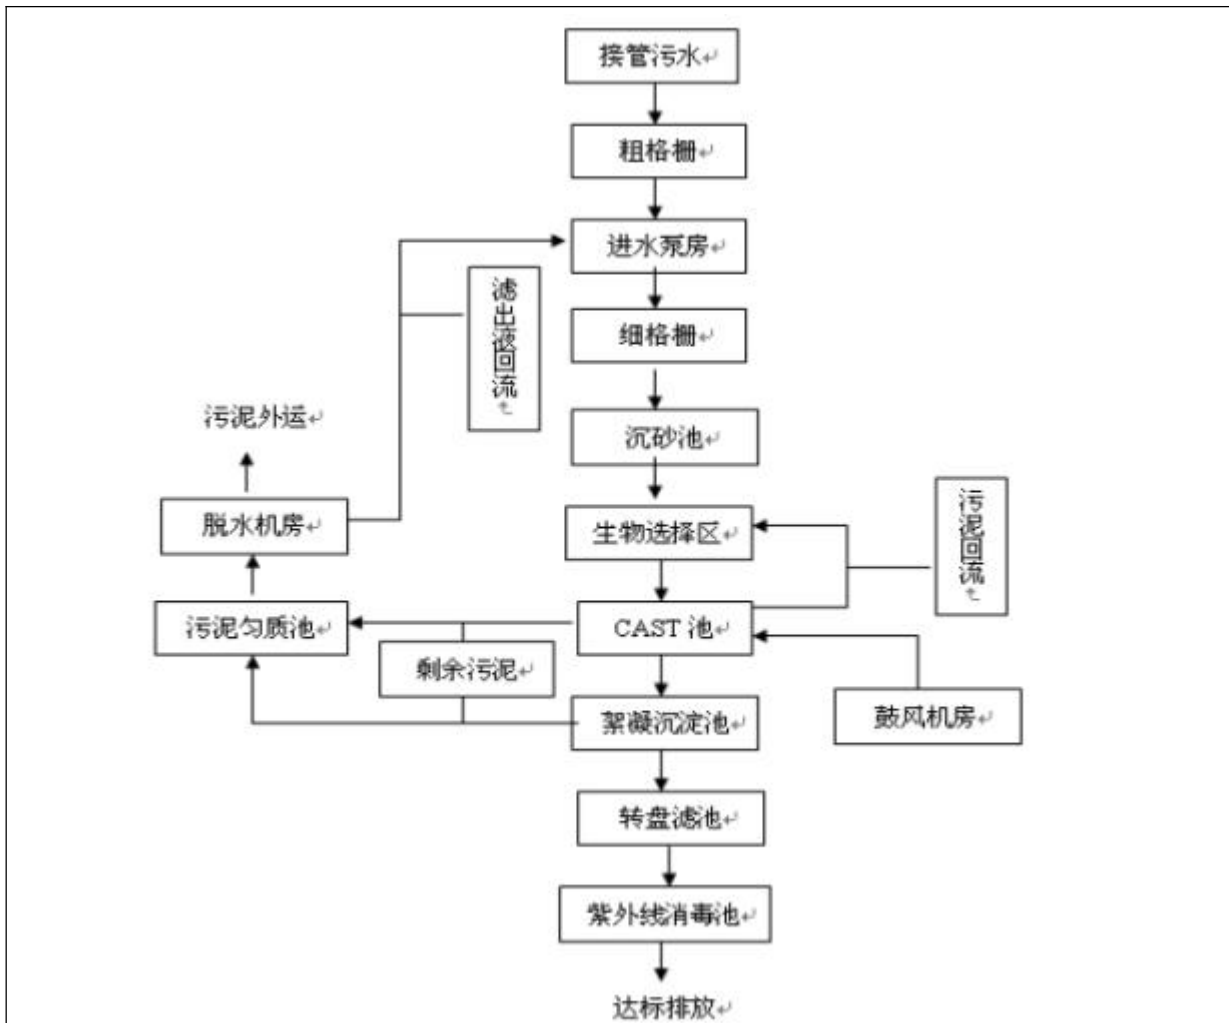 接管污水
粗格栅
进水泵房
滤出液回流
细格栅
污泥外运
沉砂池
脱水机房
生物选择区
污泥回流
污泥匀质池
CAST 池
剩余污泥
絮凝沉淀池
鼓风机房
转盘滤池
紫外线消毒池
达标排放